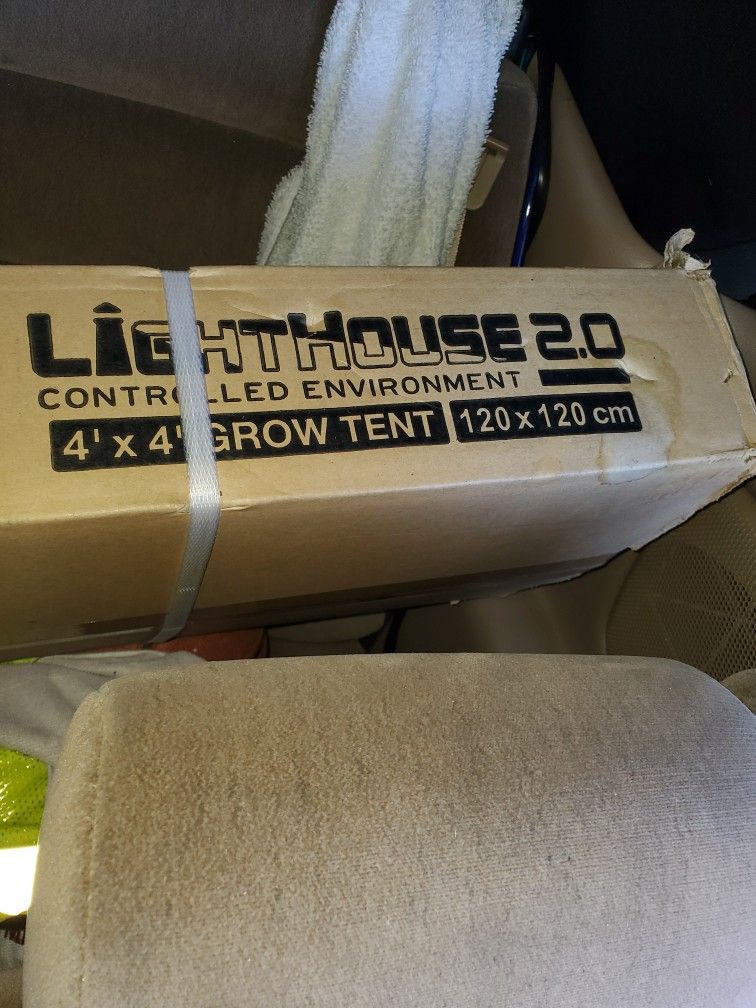 LIGHTHOUSE 2.0
CONTROLLED ENVIRONMENT
4' x 4' GROW TENT 120 x 120 cm